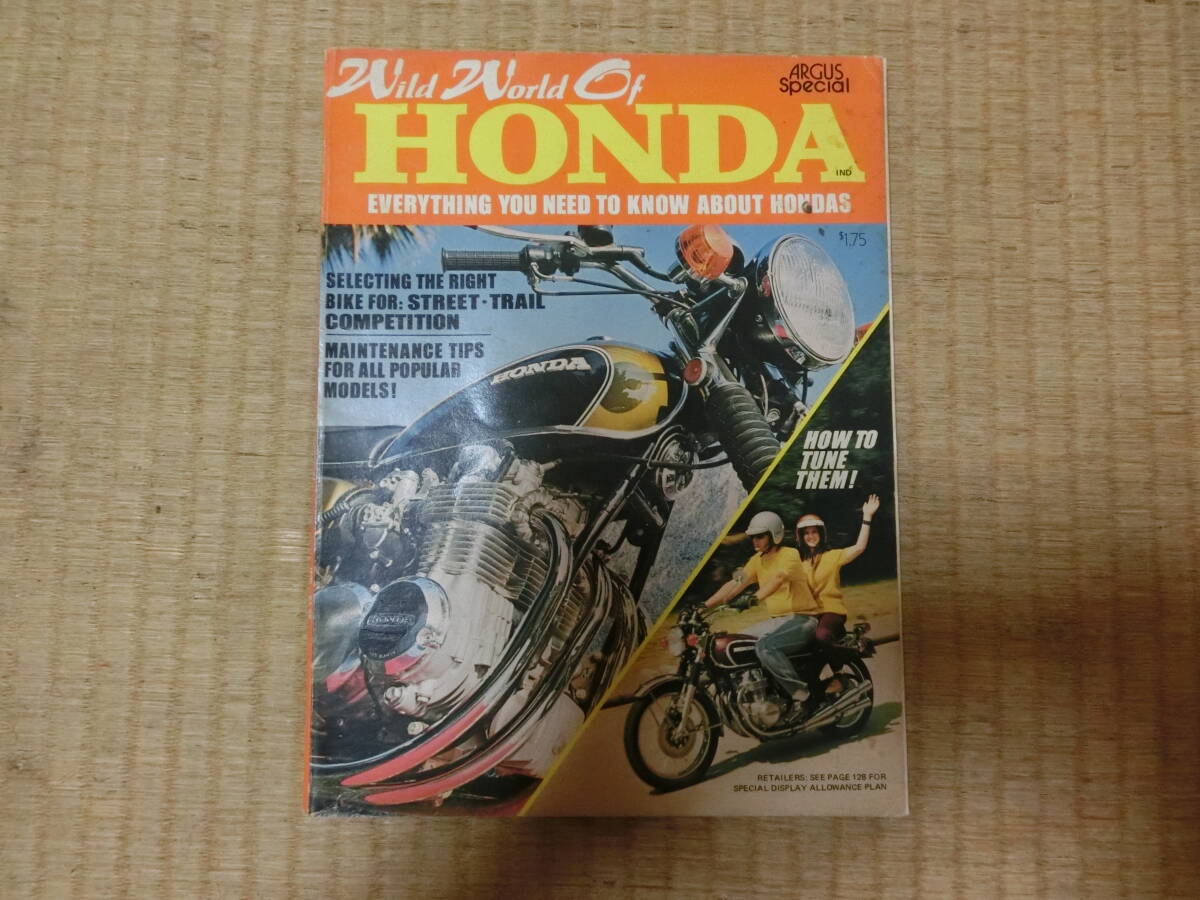 Wild World Of
ARGUS
Special
HONDA
IND
EVERYTHING YOU NEED TO KNOW ABOUT HONDAS
$1.75
SELECTING THE RIGHT
BIKE FOR: STREET • TRAIL
COMPETITION
MAINTENANCE TIPS
FOR ALL POPULAR
MODELS!
HONDA
HOW TO
TUNE
THEM!
RETAILERS: SEE PAGE 128 FOR
SPECIAL DISPLAY ALLOWANCE PLAN